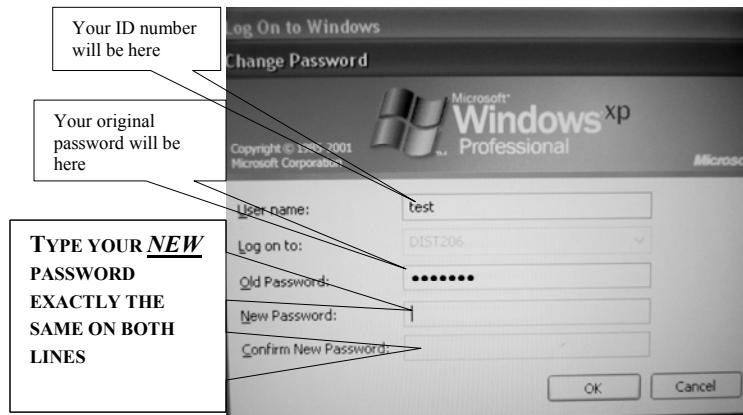 Your ID number
will be here
Your original
password will be
here
TYPE YOUR NEW
PASSWORD
EXACTLY THE
SAME ON BOTH
LINES
Log On to Windows
Change Password
Microsoft
Windows xp
Professional
Copyright © 1985-2001
Microsoft Corporation
Microso
User name: test
Log on to: DIST206
Old Password: •••••••
New Password:
Confirm New Password:
OK Cancel